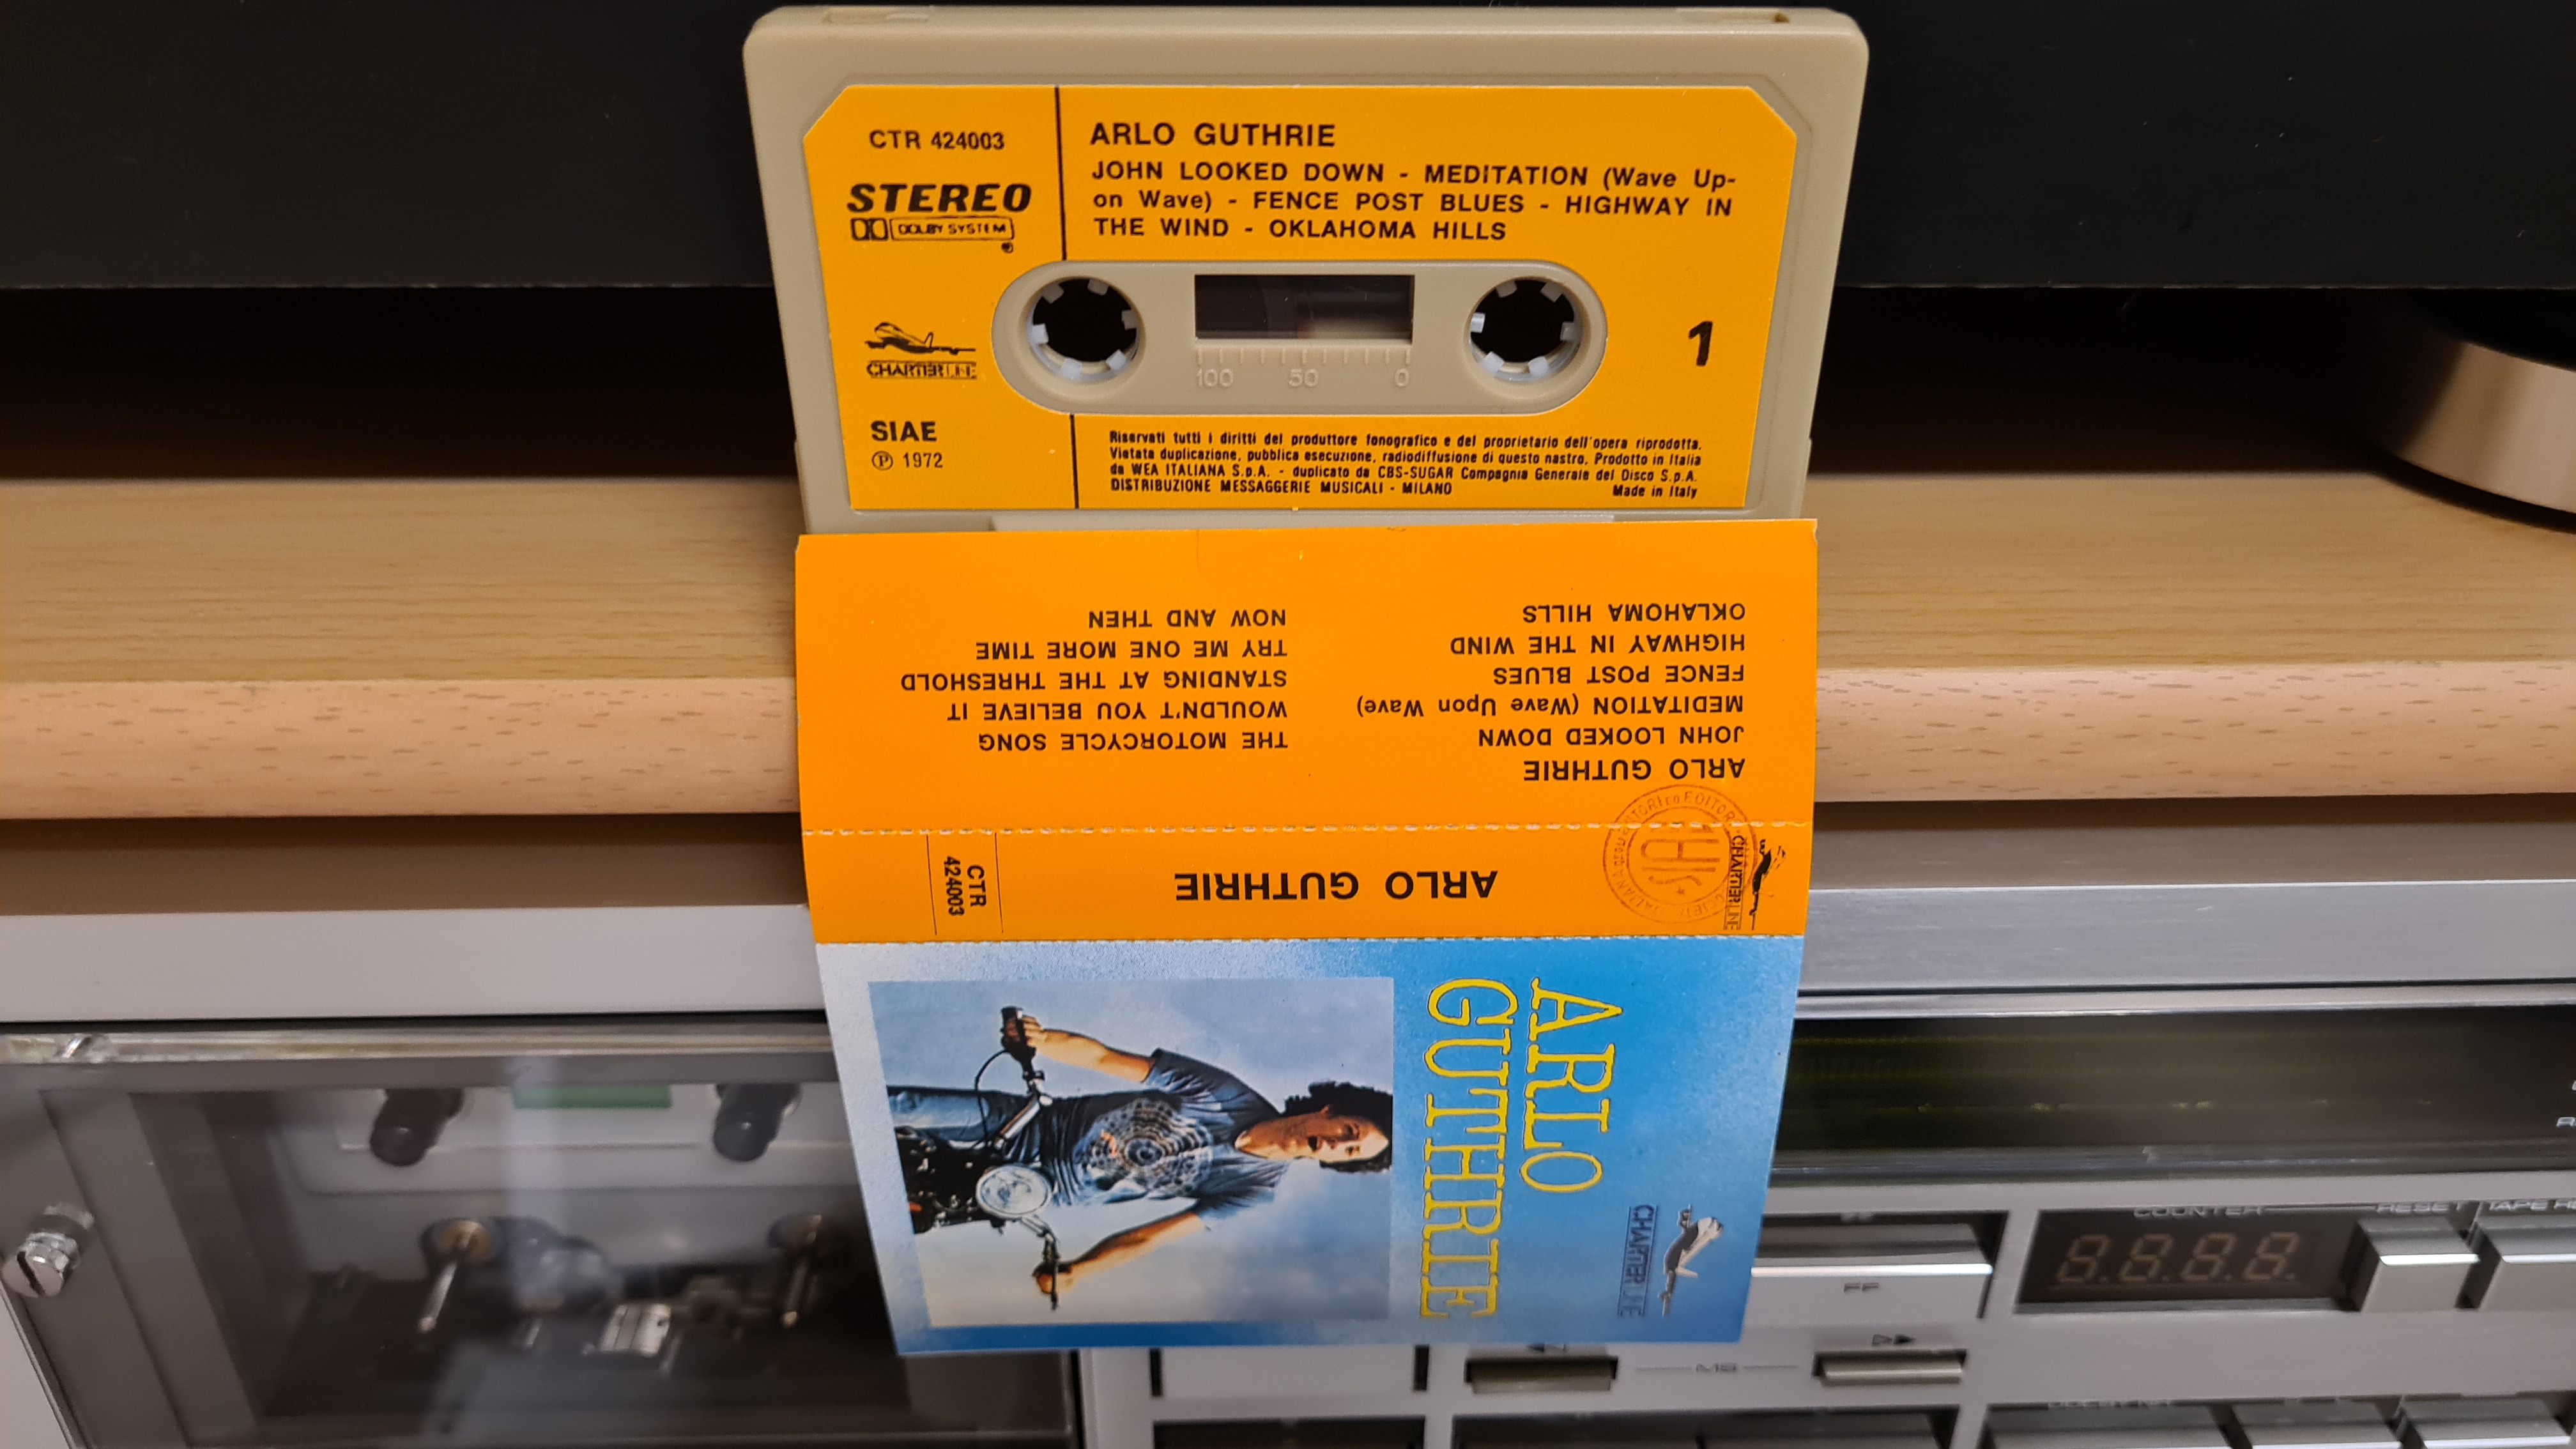 CTR 424003
STEREO
DOLBY SYSTEM
®
CHARTER LINE
SIAE
Ⓟ 1972
ARLO GUTHRIE
JOHN LOOKED DOWN - MEDITATION (Wave Up-
on Wave) - FENCE POST BLUES - HIGHWAY IN
THE WIND - OKLAHOMA HILLS
100 50 0
1
Riservati tutti i diritti del produttore fonografico e del proprietario dell'opera riprodotta.
Vietata duplicazione, pubblica esecuzione, radiodiffusione di questo nastro. Prodotto in Italia
da WEA ITALIANA S.p.A. - duplicato da CBS-SUGAR Compagnia Generale del Disco S.p.A.
DISTRIBUZIONE MESSAGGERIE MUSICALI - MILANO Made in Italy
ARLO GUTHRIE
JOHN LOOKED DOWN
MEDITATION (Wave Upon Wave)
FENCE POST BLUES
HIGHWAY IN THE WIND
OKLAHOMA HILLS
THE MOTORCYCLE SONG
WOULDN'T YOU BELIEVE IT
STANDING AT THE THRESHOLD
TRY ME ONE MORE TIME
NOW AND THEN
CHARTER LINE
ARLO GUTHRIE
CTR
424003
ARLO
GUTHRIE
CHARTER LINE
COUNTER
RESET
8.8.8.8.
FF
MS